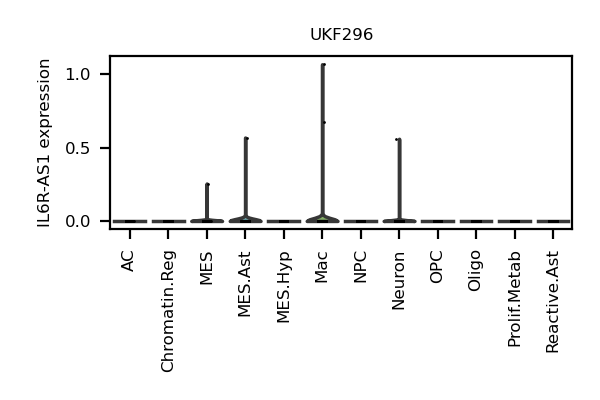 UKF296
IL6R-AS1 expression
1.0
0.5
0.0
AC
Chromatin.Reg
MES
MES.Ast
MES.Hyp
Mac
NPC
Neuron
OPC
Oligo
Prolif.Metab
Reactive.Ast